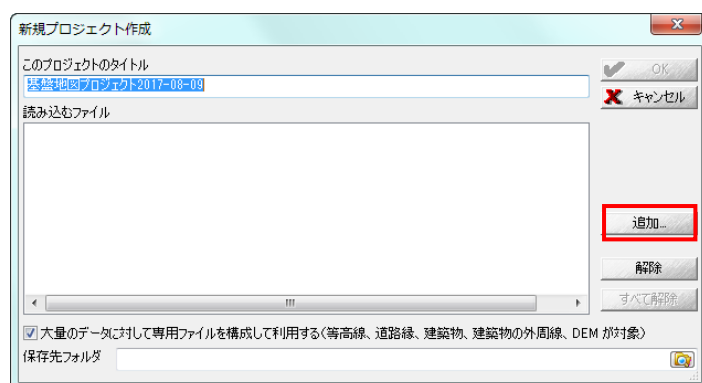 新規プロジェクト作成
このプロジェクトのタイトル
基盤地図プロジェクト2017-08-09
OK
キャンセル
読み込むファイル
追加...
解除
すべて解除
大量のデータに対して専用ファイルを構成して利用する(等高線、道路縁、建築物、建築物の外周線、DEM が対象)
保存先フォルダ